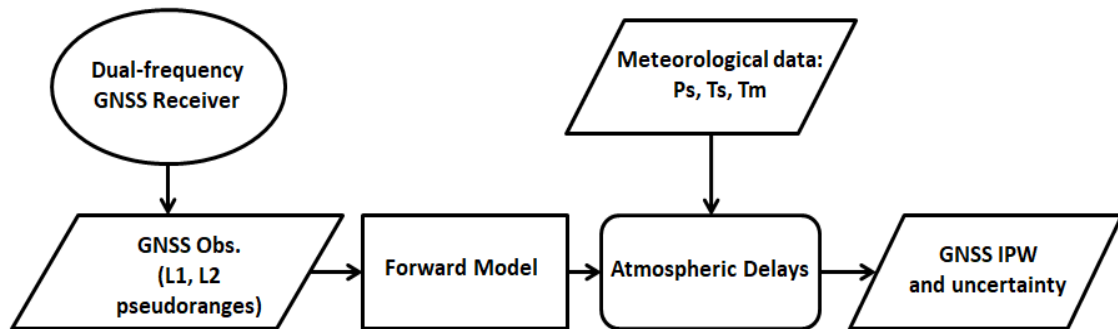 Dual-frequency
GNSS Receiver
Meteorological data:
Ps, Ts, Tm
GNSS Obs.
(L1, L2
pseudoranges)
Forward Model
Atmospheric Delays
GNSS IPW
and uncertainty